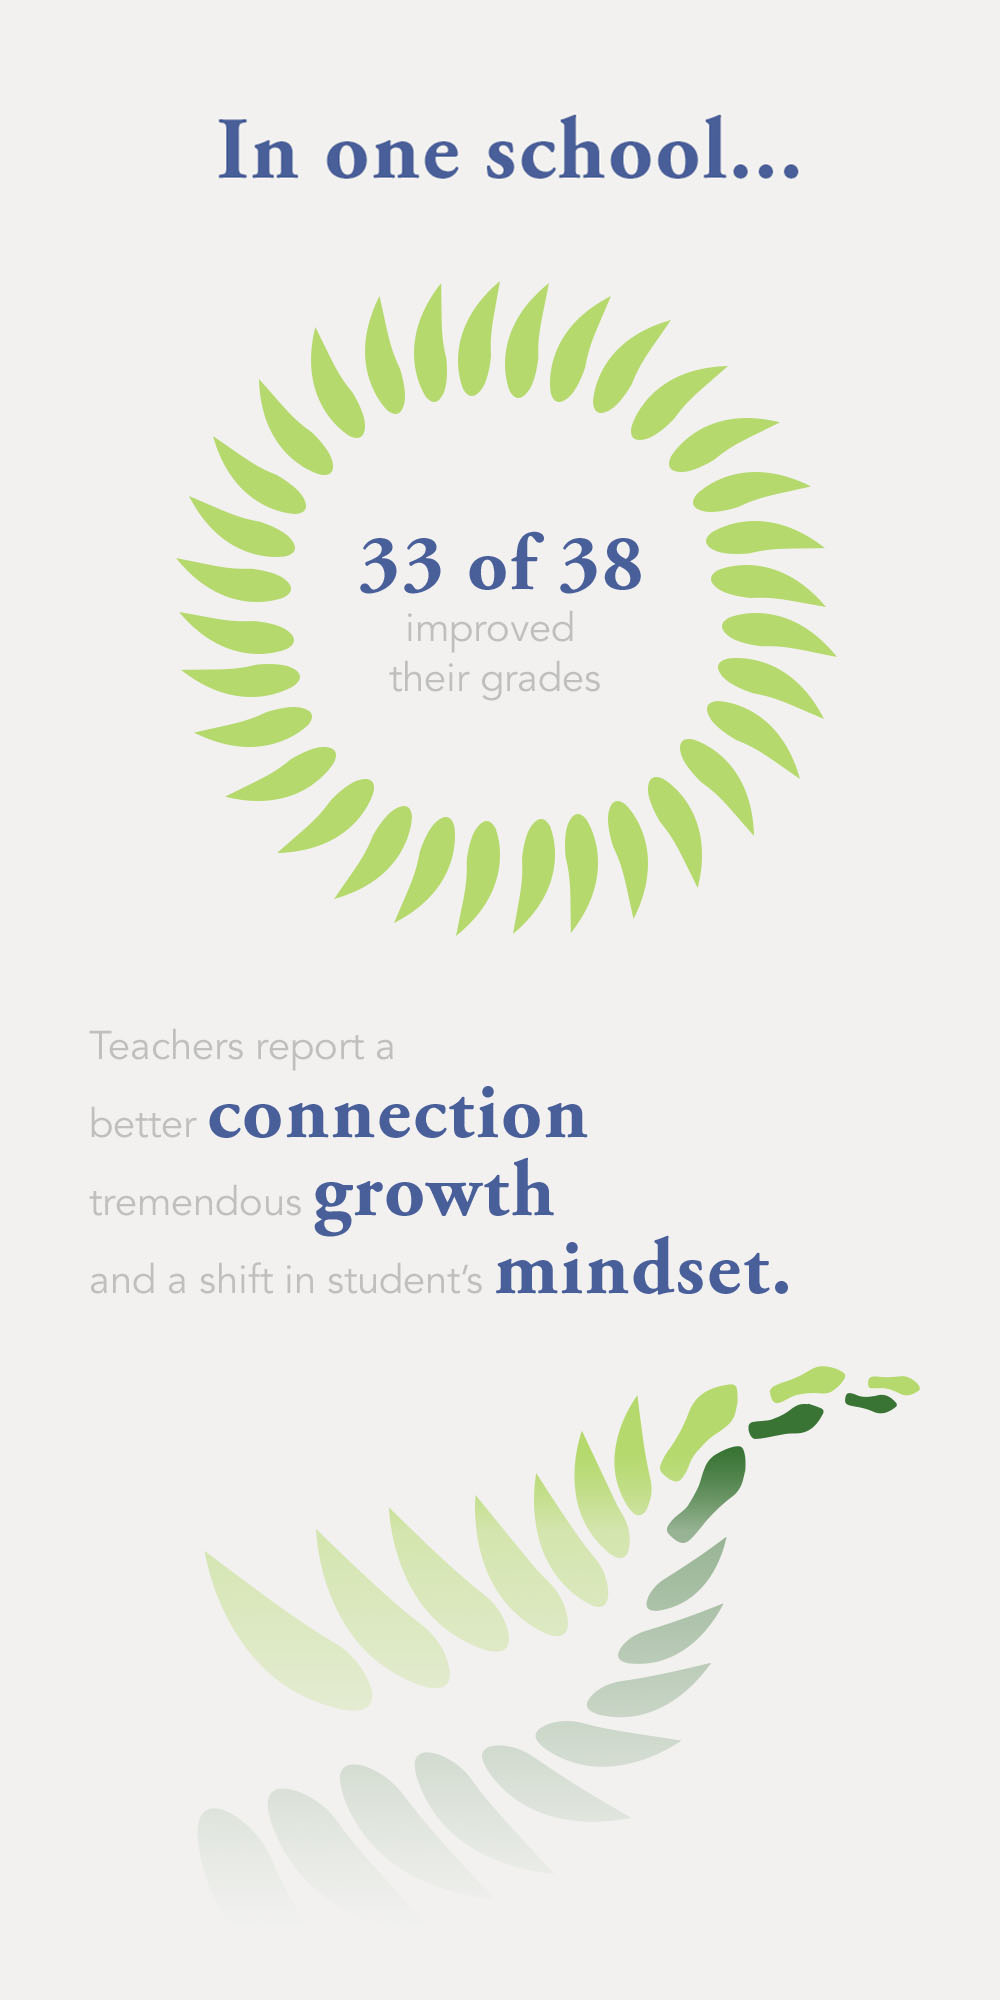 In one school...
33 of 38
improved
their grades
Teachers report a
better connection
tremendous growth
and a shift in student’s mindset.